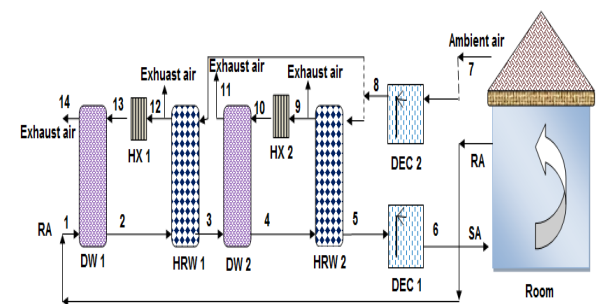 Ambient air
7
Exhuast air
Exhaust air
Exhaust air
14
13
12
11
10
9
8
Exhaust air
HX 1
HX 2
DEC 2
RA
RA
1
2
3
4
5
6
SA
DW 1
HRW 1
DW 2
HRW 2
DEC 1
Room